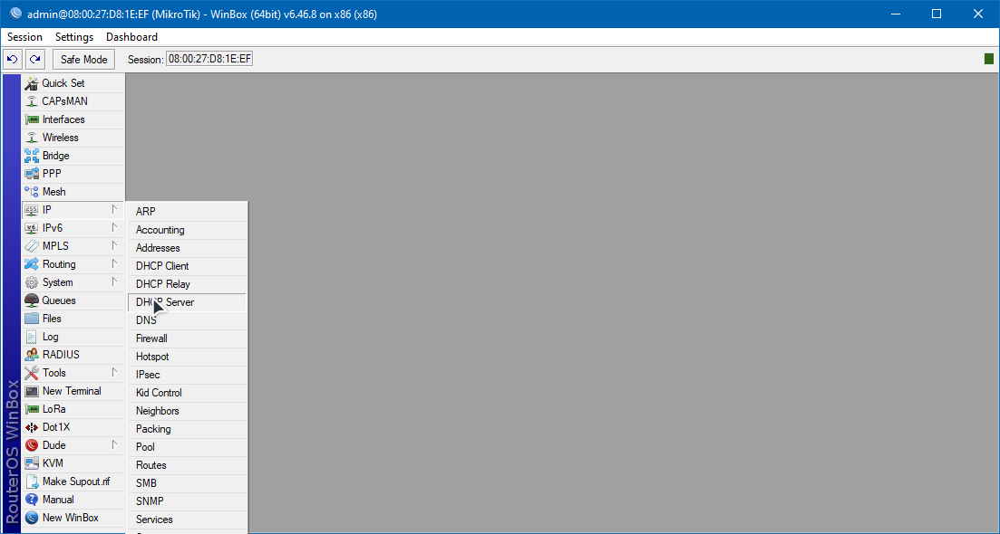 admin@08:00:27:D8:1E:EF (MikroTik) - WinBox (64bit) v6.46.8 on x86 (x86)
Session Settings Dashboard
Safe Mode Session: 08:00:27:D8:1E:EF
Quick Set
CAPsMAN
Interfaces
Wireless
Bridge
PPP
Mesh
255 IP
v6 IPv6
MPLS
Routing
System
Queues
Files
Log
RADIUS
Tools
New Terminal
LoRa
Dot1X
Dude
KVM
Make Supout.rif
Manual
New WinBox
RouterOS WinBox
ARP
Accounting
Addresses
DHCP Client
DHCP Relay
DHCP Server
DNS
Firewall
Hotspot
IPsec
Kid Control
Neighbors
Packing
Pool
Routes
SMB
SNMP
Services